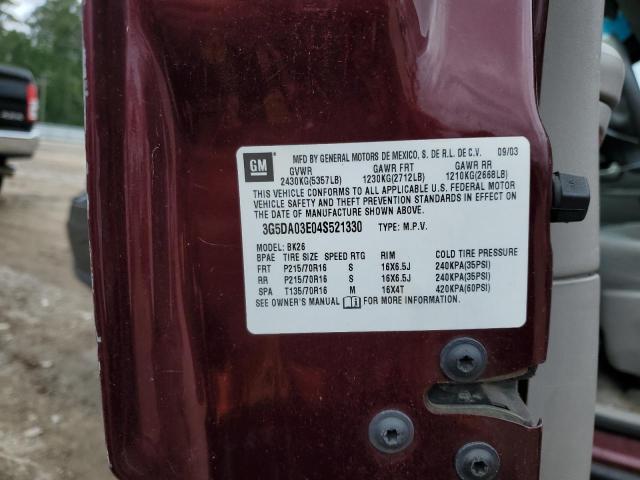 GM
MFD BY GENERAL MOTORS DE MEXICO, S. DE R.L. DE C.V. 09/03
GVWR GAWR FRT GAWR RR
2430KG(5357LB) 1230KG(2712LB) 1210KG(2668LB)
THIS VEHICLE CONFORMS TO ALL APPLICABLE U.S. FEDERAL MOTOR
VEHICLE SAFETY AND THEFT PREVENTION STANDARDS IN EFFECT ON
THE DATE OF MANUFACTURE SHOWN ABOVE.
3G5DA03E04S521330 TYPE: M.P.V.
MODEL: BK26
BPAE TIRE SIZE SPEED RTG RIM COLD TIRE PRESSURE
FRT P215/70R16 S 16X6.5J 240KPA(35PSI)
RR P215/70R16 S 16X6.5J 240KPA(35PSI)
SPA T135/70R16 M 16X4T 420KPA(60PSI)
SEE OWNER'S MANUAL FOR MORE INFORMATION.